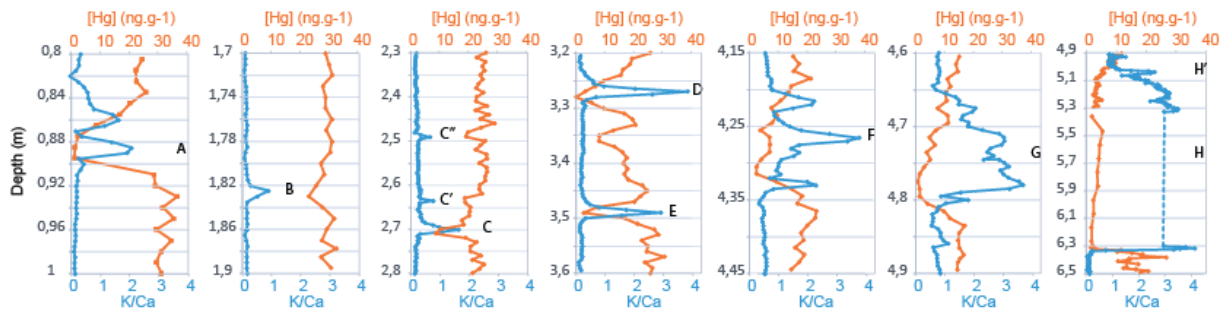 [Hg] (ng.g-1) [Hg] (ng.g-1) [Hg] (ng.g-1) [Hg] (ng.g-1) [Hg] (ng.g-1) [Hg] (ng.g-1) [Hg] (ng.g-1)
0 10 20 30 40 0 10 20 30 40 0 10 20 30 40 0 10 20 30 40 0 10 20 30 40 0 10 20 30 40 0 10 20 30 40
Depth (m)
0,8
0,84
0,88
0,92
0,96
1
A
0 1 2 3 4
K/Ca
1,7
1,74
1,78
1,82
1,86
1,9
B
0 1 2 3 4
K/Ca
2,3
2,4
2,5
2,6
2,7
2,8
C''
C'
C
0 1 2 3 4
K/Ca
3,2
3,3
3,4
3,5
3,6
D
E
0 1 2 3 4
K/Ca
4,15
4,25
4,35
4,45
F
0 1 2 3 4
K/Ca
4,6
4,7
4,8
4,9
G
0 1 2 3 4
K/Ca
4,9
5,1
5,3
5,5
5,7
5,9
6,1
6,3
6,5
H'
H
0 1 2 3 4
K/Ca